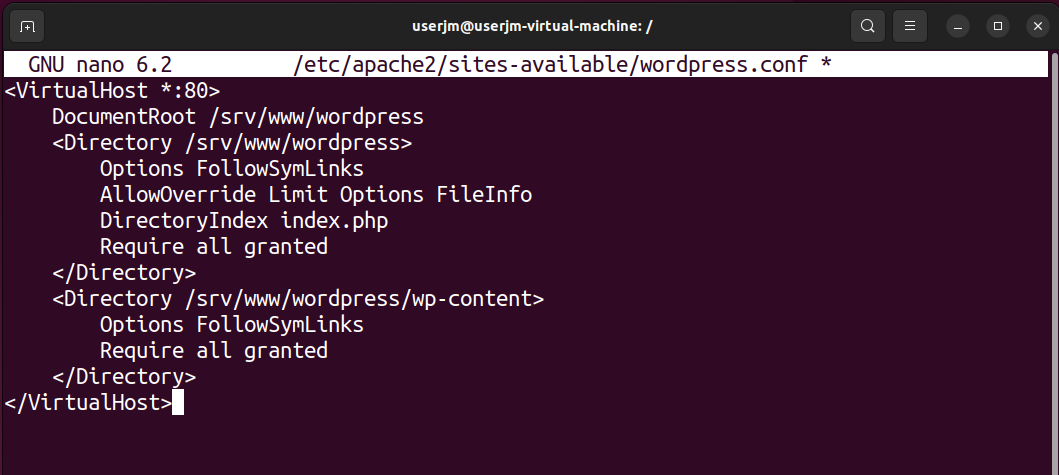 userjm@userjm-virtual-machine: /
GNU nano 6.2 /etc/apache2/sites-available/wordpress.conf *
<VirtualHost *:80>
    DocumentRoot /srv/www/wordpress
    <Directory /srv/www/wordpress>
        Options FollowSymLinks
        AllowOverride Limit Options FileInfo
        DirectoryIndex index.php
        Require all granted
    </Directory>
    <Directory /srv/www/wordpress/wp-content>
        Options FollowSymLinks
        Require all granted
    </Directory>
</VirtualHost>